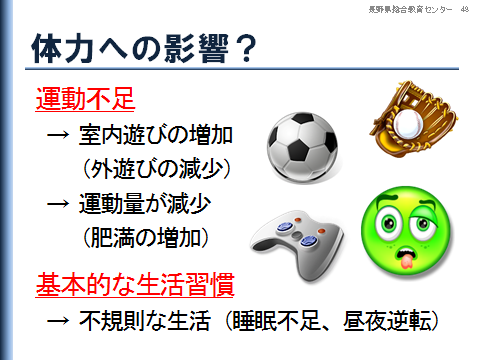 長野県総合教育センター 48
体力への影響？
運動不足
→ 室内遊びの増加
（外遊びの減少）
→ 運動量が減少
（肥満の増加）
基本的な生活習慣
→ 不規則な生活（睡眠不足、昼夜逆転）